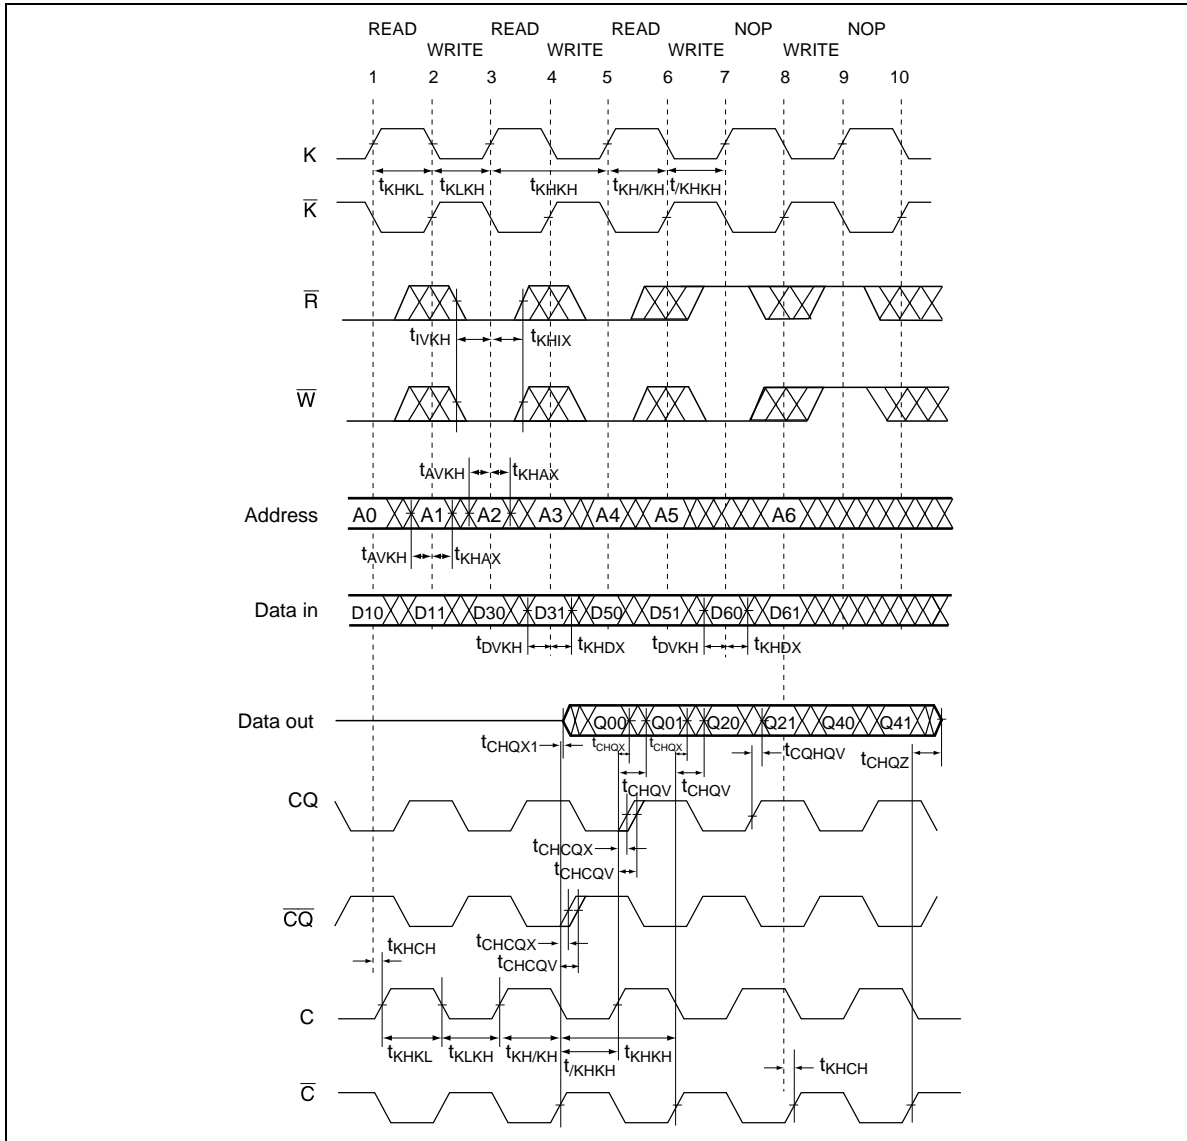 READ READ READ NOP NOP
WRITE WRITE WRITE WRITE
1 2 3 4 5 6 7 8 9 10
K
tKHKL tKLKH tKHKH tKH/KH t/KHKH
K̅
R̅
tIVKH tKHIX
W̅
tAVKH tKHAX
Address A0 A1 A2 A3 A4 A5 A6
tAVKH tKHAX
Data in D10 D11 D30 D31 D50 D51 D60 D61
tDVKH tKHDX tDVKH tKHDX
Data out Q00 Q01 Q20 Q21 Q40 Q41
tCHQX1 tCHQX tCHQX tCQHQV tCHQZ
tCHQV tCHQV
CQ
tCHCQX
tCHCQV
C̅Q̅
tCHCQX
tKHCH
tCHCQV
C
tKHKL tKLKH tKH/KH tKHKH
t/KHKH tKHCH
C̅